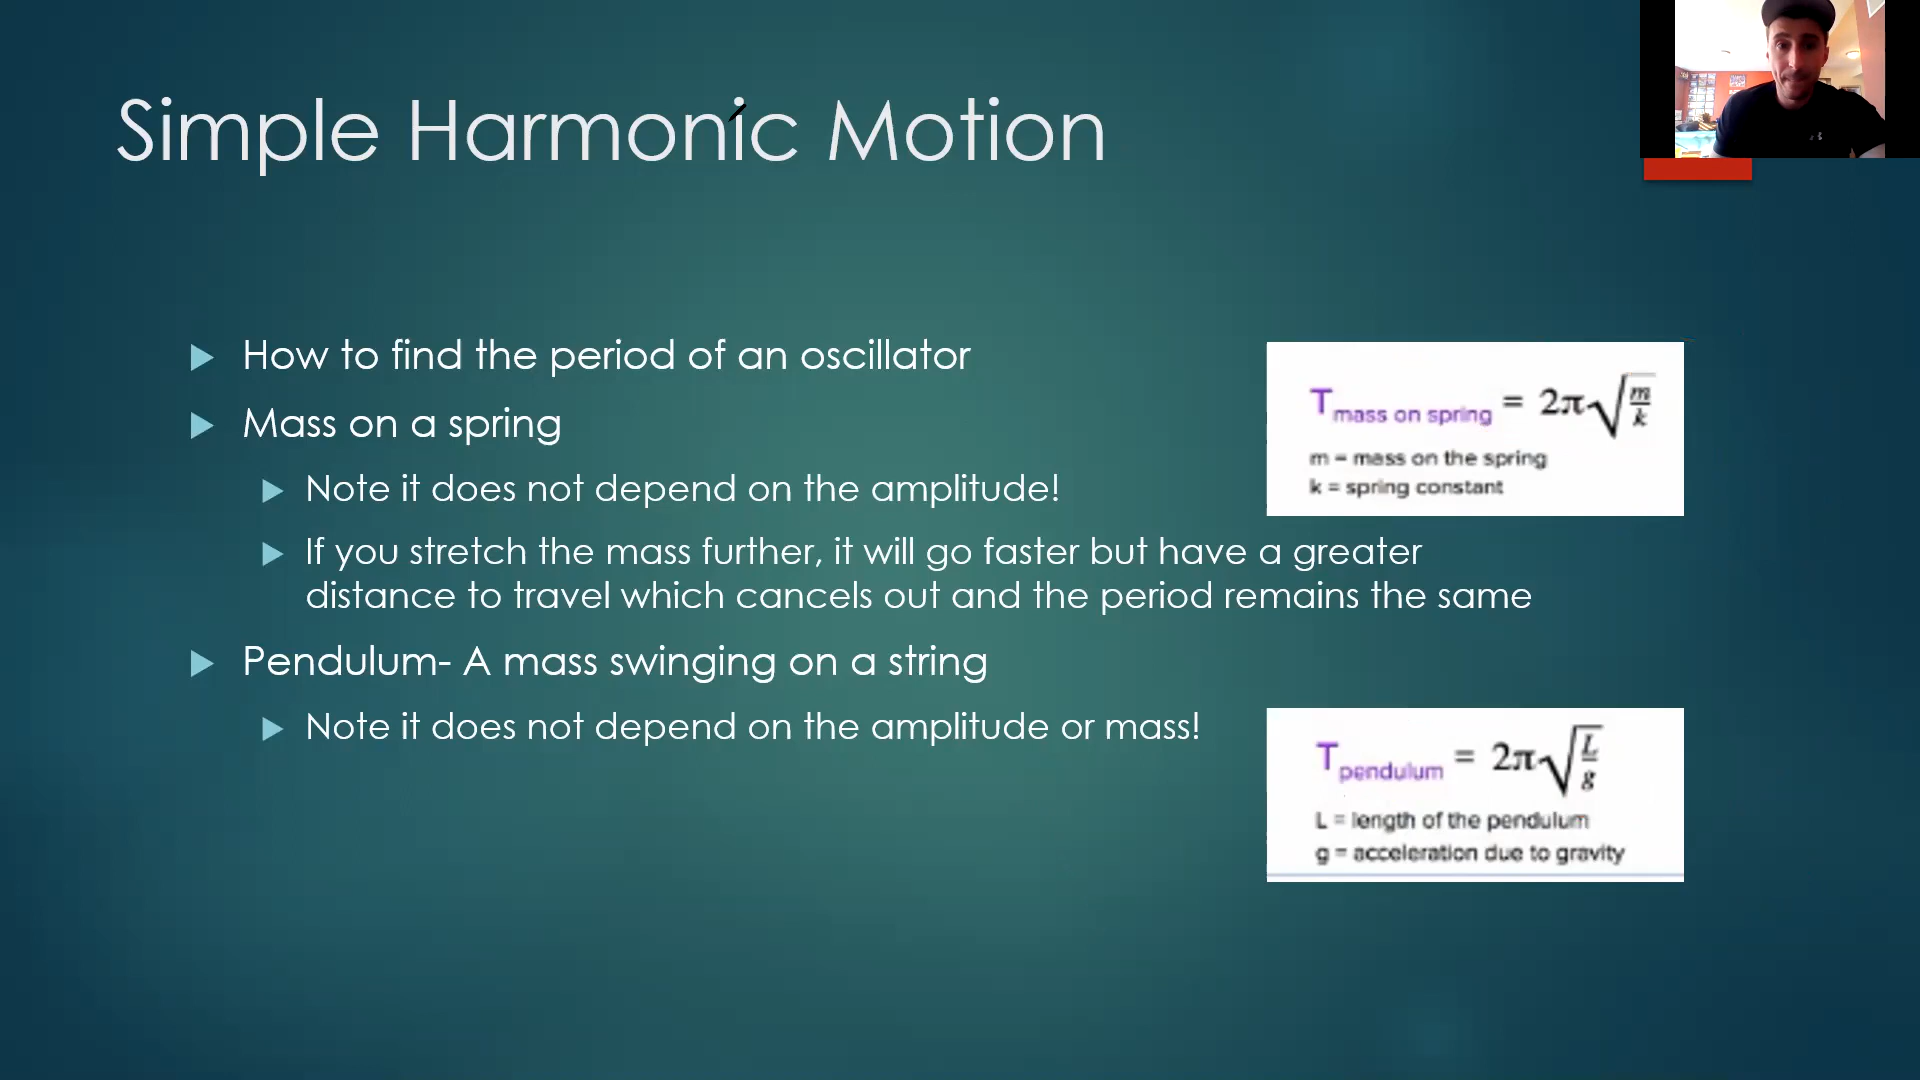 Simple Harmonic Motion
How to find the period of an oscillator
Mass on a spring
Note it does not depend on the amplitude!
If you stretch the mass further, it will go faster but have a greater
distance to travel which cancels out and the period remains the same
Pendulum- A mass swinging on a string
Note it does not depend on the amplitude or mass!
T mass on spring = 2π√(m/k)
m = mass on the spring
k = spring constant
T pendulum = 2π√(L/g)
L = length of the pendulum
g = acceleration due to gravity